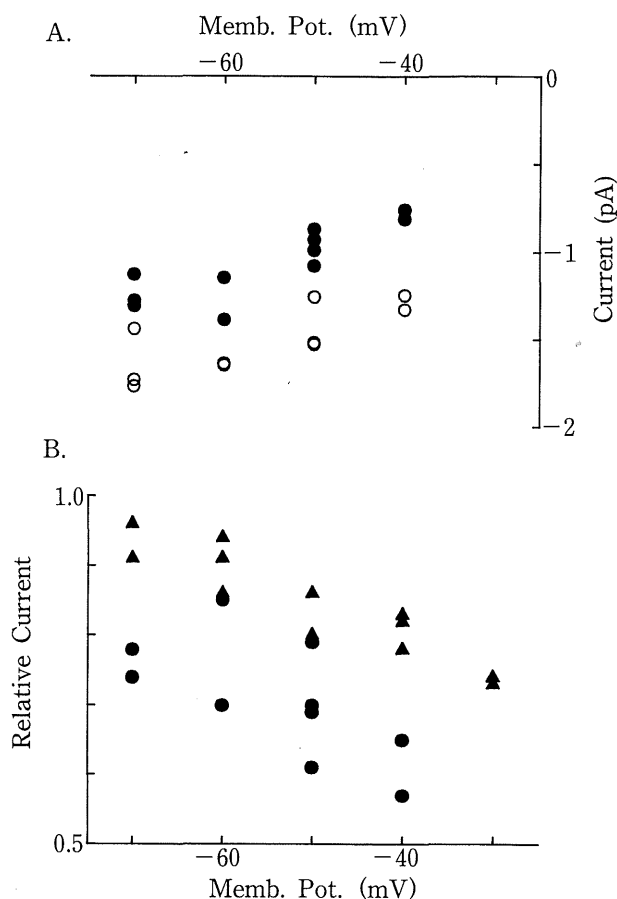 A.
Memb. Pot. (mV)
−60
−40
0
−1
−2
Current (pA)
B.
1.0
0.5
Relative Current
−60
−40
Memb. Pot. (mV)